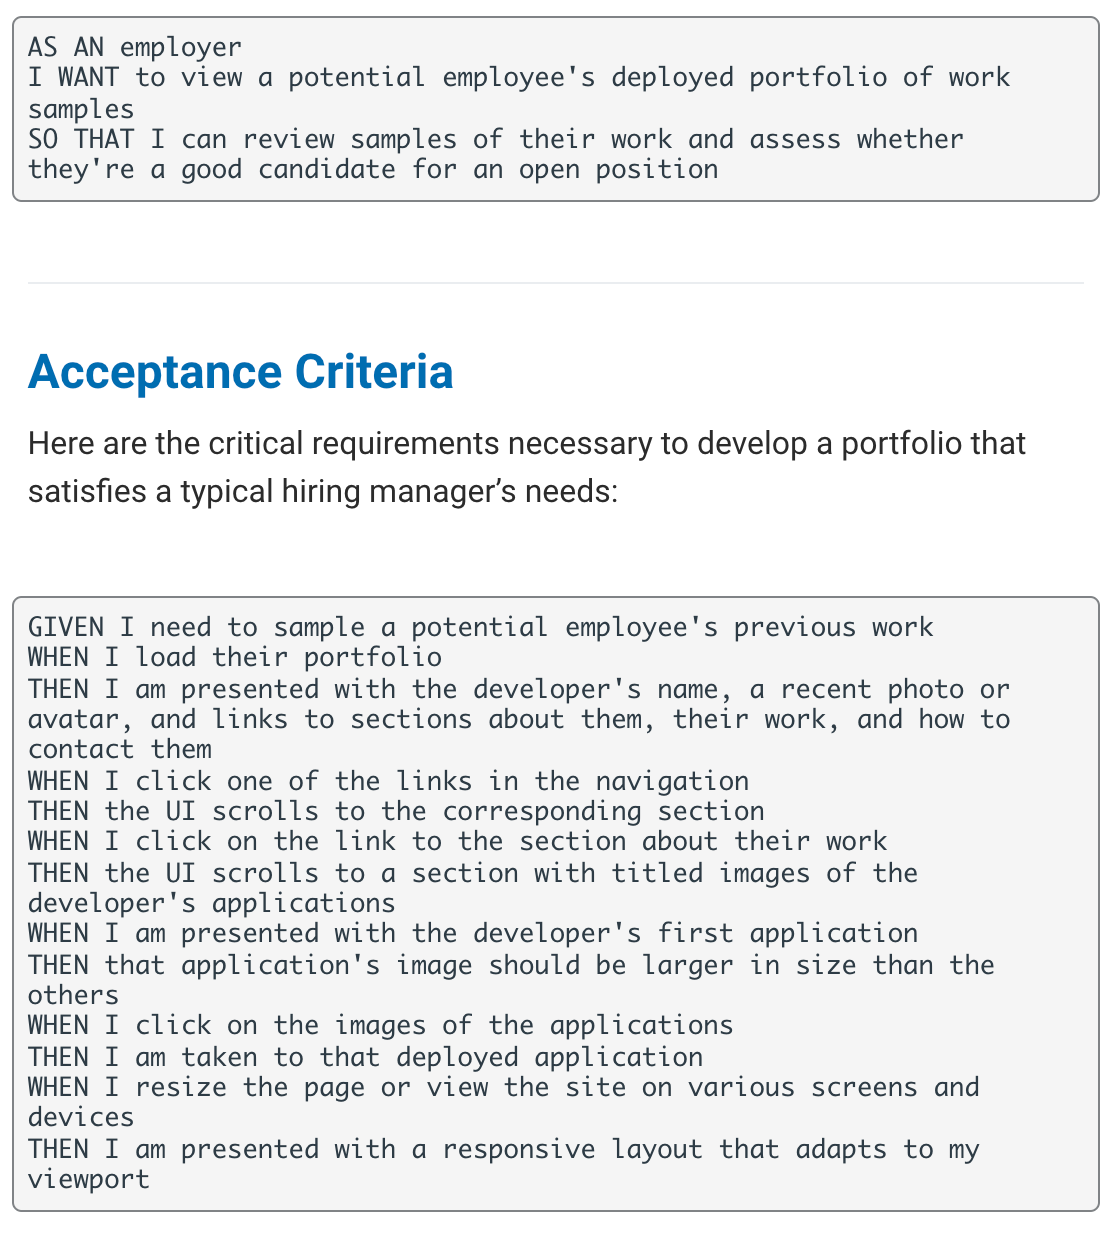 AS AN employer
I WANT to view a potential employee's deployed portfolio of work
samples
SO THAT I can review samples of their work and assess whether
they're a good candidate for an open position
Acceptance Criteria
Here are the critical requirements necessary to develop a portfolio that
satisfies a typical hiring manager’s needs:
GIVEN I need to sample a potential employee's previous work
WHEN I load their portfolio
THEN I am presented with the developer's name, a recent photo or
avatar, and links to sections about them, their work, and how to
contact them
WHEN I click one of the links in the navigation
THEN the UI scrolls to the corresponding section
WHEN I click on the link to the section about their work
THEN the UI scrolls to a section with titled images of the
developer's applications
WHEN I am presented with the developer's first application
THEN that application's image should be larger in size than the
others
WHEN I click on the images of the applications
THEN I am taken to that deployed application
WHEN I resize the page or view the site on various screens and
devices
THEN I am presented with a responsive layout that adapts to my
viewport